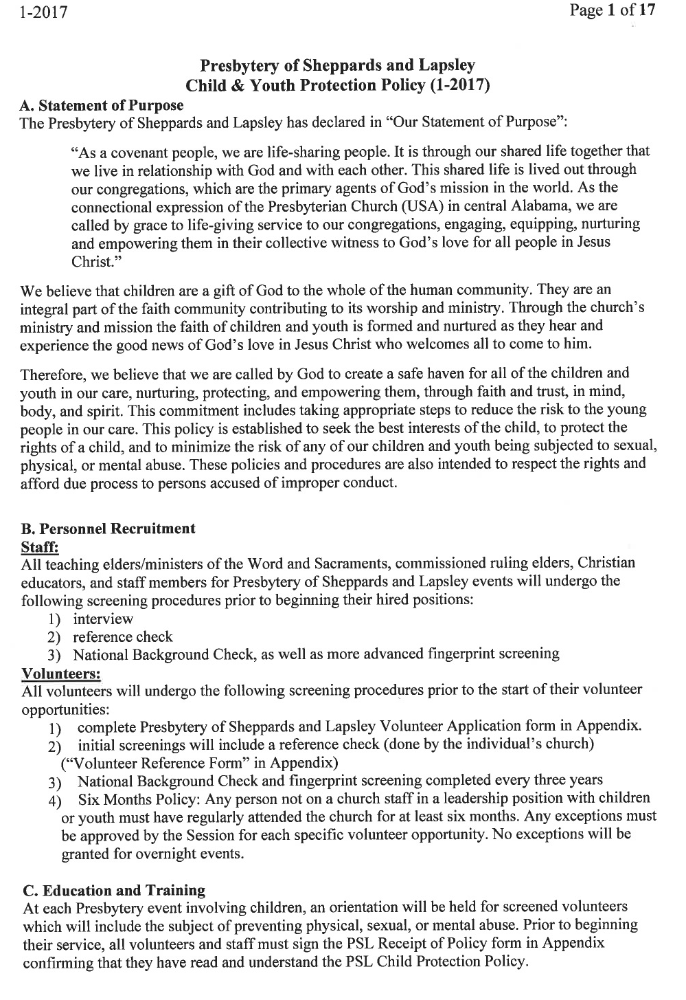 1-2017
Page 1 of 17
Presbytery of Sheppards and Lapsley
Child & Youth Protection Policy (1-2017)
A. Statement of Purpose
The Presbytery of Sheppards and Lapsley has declared in “Our Statement of Purpose”:
“As a covenant people, we are life-sharing people. It is through our shared life together that
we live in relationship with God and with each other. This shared life is lived out through
our congregations, which are the primary agents of God’s mission in the world. As the
connectional expression of the Presbyterian Church (USA) in central Alabama, we are
called by grace to life-giving service to our congregations, engaging, equipping, nurturing
and empowering them in their collective witness to God’s love for all people in Jesus
Christ.”
We believe that children are a gift of God to the whole of the human community. They are an
integral part of the faith community contributing to its worship and ministry. Through the church’s
ministry and mission the faith of children and youth is formed and nurtured as they hear and
experience the good news of God’s love in Jesus Christ who welcomes all to come to him.
Therefore, we believe that we are called by God to create a safe haven for all of the children and
youth in our care, nurturing, protecting, and empowering them, through faith and trust, in mind,
body, and spirit. This commitment includes taking appropriate steps to reduce the risk to the young
people in our care. This policy is established to seek the best interests of the child, to protect the
rights of a child, and to minimize the risk of any of our children and youth being subjected to sexual,
physical, or mental abuse. These policies and procedures are also intended to respect the rights and
afford due process to persons accused of improper conduct.
B. Personnel Recruitment
Staff:
All teaching elders/ministers of the Word and Sacraments, commissioned ruling elders, Christian
educators, and staff members for Presbytery of Sheppards and Lapsley events will undergo the
following screening procedures prior to beginning their hired positions:
1) interview
2) reference check
3) National Background Check, as well as more advanced fingerprint screening
Volunteers:
All volunteers will undergo the following screening procedures prior to the start of their volunteer
opportunities:
1) complete Presbytery of Sheppards and Lapsley Volunteer Application form in Appendix.
2) initial screenings will include a reference check (done by the individual’s church)
(“Volunteer Reference Form” in Appendix)
3) National Background Check and fingerprint screening completed every three years
4) Six Months Policy: Any person not on a church staff in a leadership position with children
or youth must have regularly attended the church for at least six months. Any exceptions must
be approved by the Session for each specific volunteer opportunity. No exceptions will be
granted for overnight events.
C. Education and Training
At each Presbytery event involving children, an orientation will be held for screened volunteers
which will include the subject of preventing physical, sexual, or mental abuse. Prior to beginning
their service, all volunteers and staff must sign the PSL Receipt of Policy form in Appendix
confirming that they have read and understand the PSL Child Protection Policy.